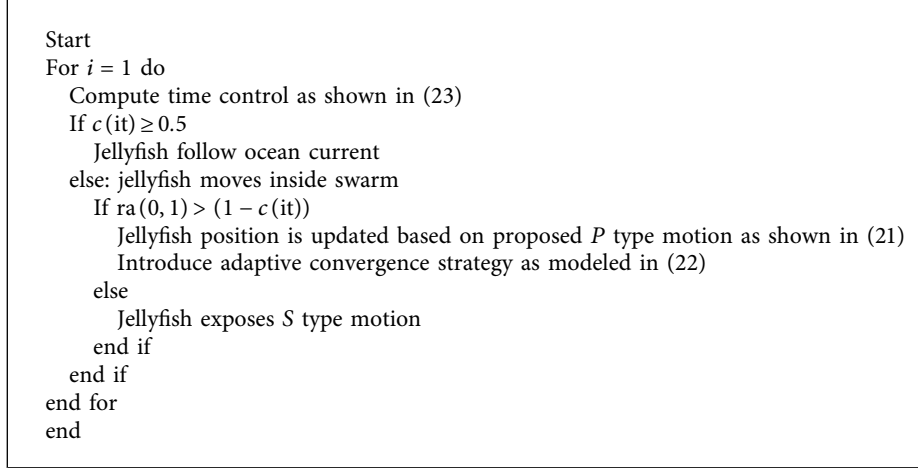 Start
For i = 1 do
Compute time control as shown in (23)
If c (it) ≥ 0.5
Jellyfish follow ocean current
else: jellyfish moves inside swarm
If ra (0, 1) > (1 − c (it))
Jellyfish position is updated based on proposed P type motion as shown in (21)
Introduce adaptive convergence strategy as modeled in (22)
else
Jellyfish exposes S type motion
end if
end if
end for
end